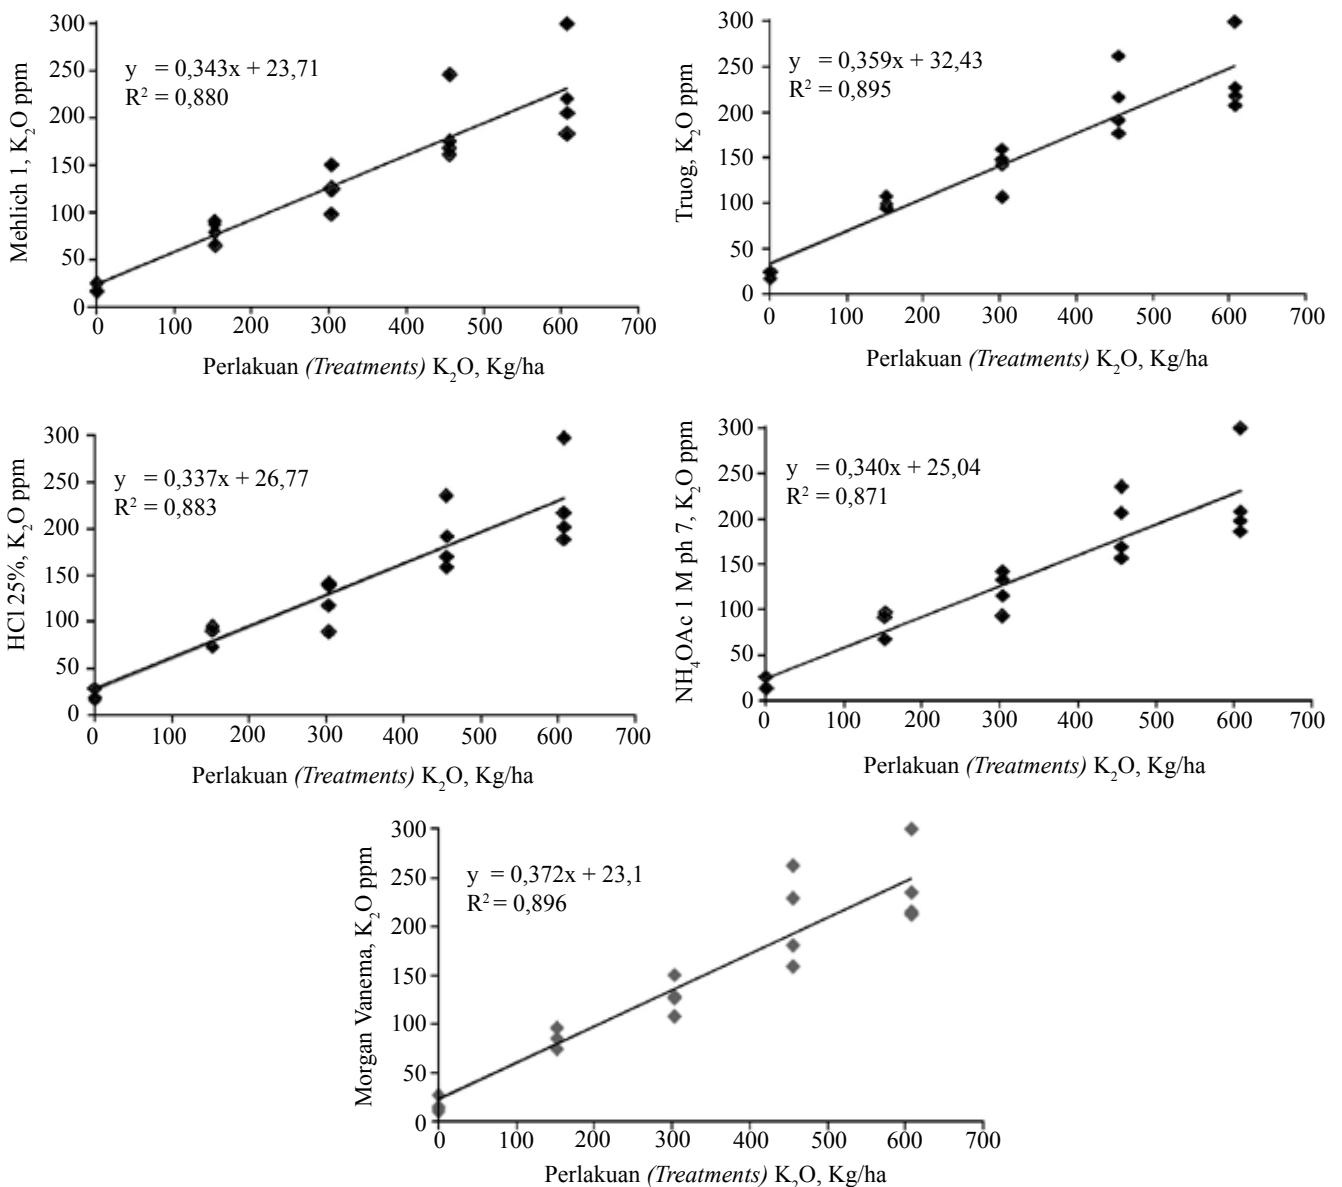 Mehlich 1, K₂O ppm
300
250
200
150
100
50
0
y = 0,343x + 23,71
R² = 0,880
0 100 200 300 400 500 600 700
Perlakuan (Treatments) K₂O, Kg/ha
Truog, K₂O ppm
300
250
200
150
100
50
0
y = 0,359x + 32,43
R² = 0,895
0 100 200 300 400 500 600 700
Perlakuan (Treatments) K₂O, Kg/ha
HCl 25%, K₂O ppm
300
250
200
150
100
50
0
y = 0,337x + 26,77
R² = 0,883
0 100 200 300 400 500 600 700
Perlakuan (Treatments) K₂O, Kg/ha
NH₄OAc 1 M ph 7, K₂O ppm
300
250
200
150
100
50
0
y = 0,340x + 25,04
R² = 0,871
0 100 200 300 400 500 600 700
Perlakuan (Treatments) K₂O, Kg/ha
Morgan Vanema, K₂O ppm
300
250
200
150
100
50
0
y = 0,372x + 23,1
R² = 0,896
0 100 200 300 400 500 600 700
Perlakuan (Treatments) K₂O, Kg/ha